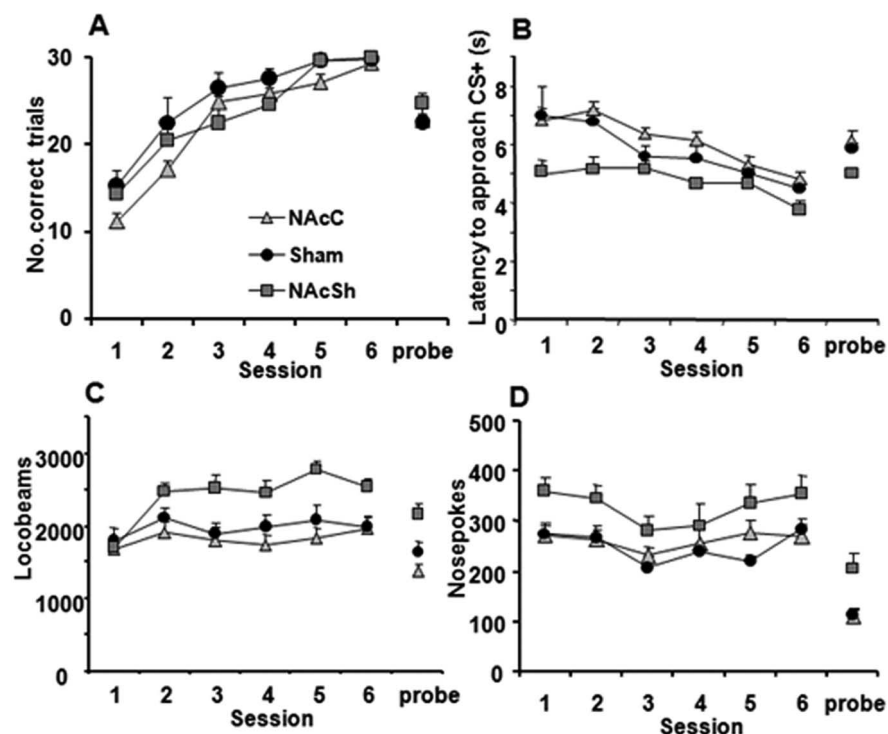 A
No. correct trials
30
20
10
0
NAcC
Sham
NAcSh
1 2 3 4 5 6 probe
Session
B
Latency to approach CS+ (s)
8
6
4
2
0
1 2 3 4 5 6 probe
Session
C
Locobeams
3000
2000
1000
0
1 2 3 4 5 6 probe
Session
D
Nosepokes
500
400
300
200
100
0
1 2 3 4 5 6 probe
Session